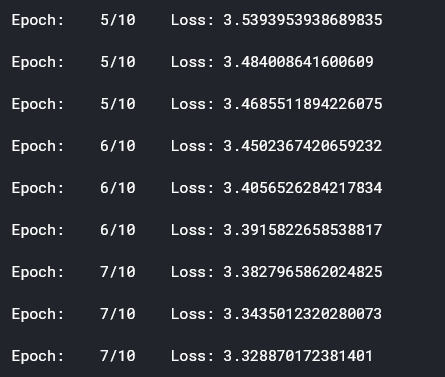 Epoch:    5/10    Loss: 3.5393953938689835
Epoch:    5/10    Loss: 3.484008641600609
Epoch:    5/10    Loss: 3.4685511894226075
Epoch:    6/10    Loss: 3.4502367420659232
Epoch:    6/10    Loss: 3.4056526284217834
Epoch:    6/10    Loss: 3.3915822658538817
Epoch:    7/10    Loss: 3.3827965862024825
Epoch:    7/10    Loss: 3.3435012320280073
Epoch:    7/10    Loss: 3.328870172381401